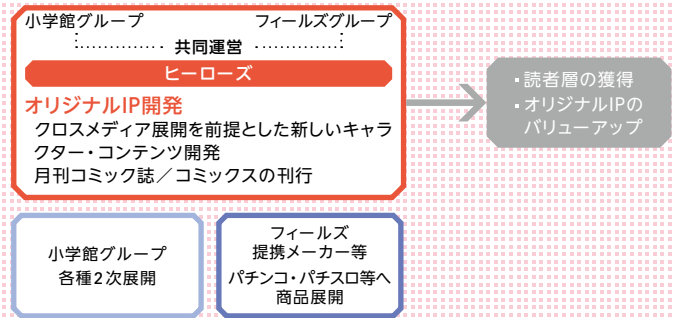 小学館グループ フィールズグループ
共同運営
ヒーローズ
オリジナルIP開発
クロスメディア展開を前提とした新しいキャラ
クター・コンテンツ開発
月刊コミック誌／コミックスの刊行
▪読者層の獲得
▪オリジナルIPの
バリューアップ
小学館グループ
各種2次展開
フィールズ
提携メーカー等
パチンコ・パチスロ等へ
商品展開